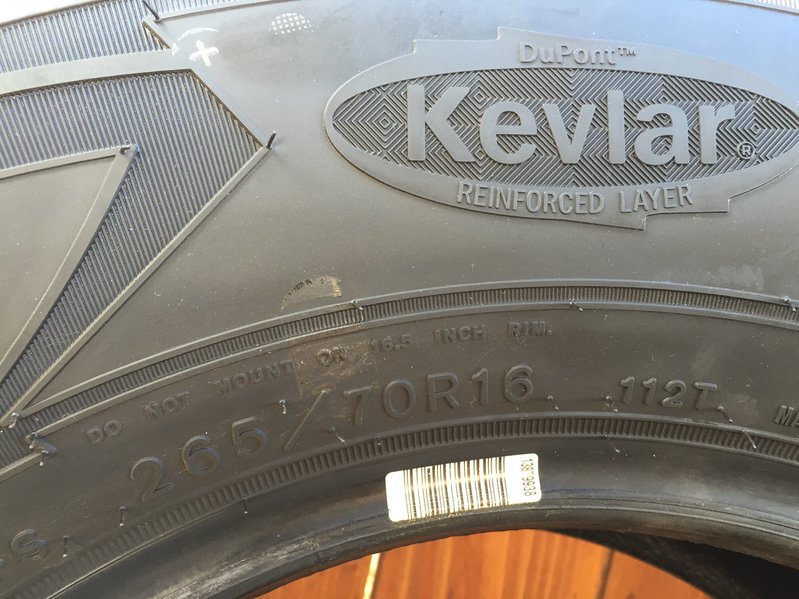 DuPont™
Kevlar®
REINFORCED LAYER
DO NOT MOUNT ON 16.5 INCH RIM.
265/70R16 112T